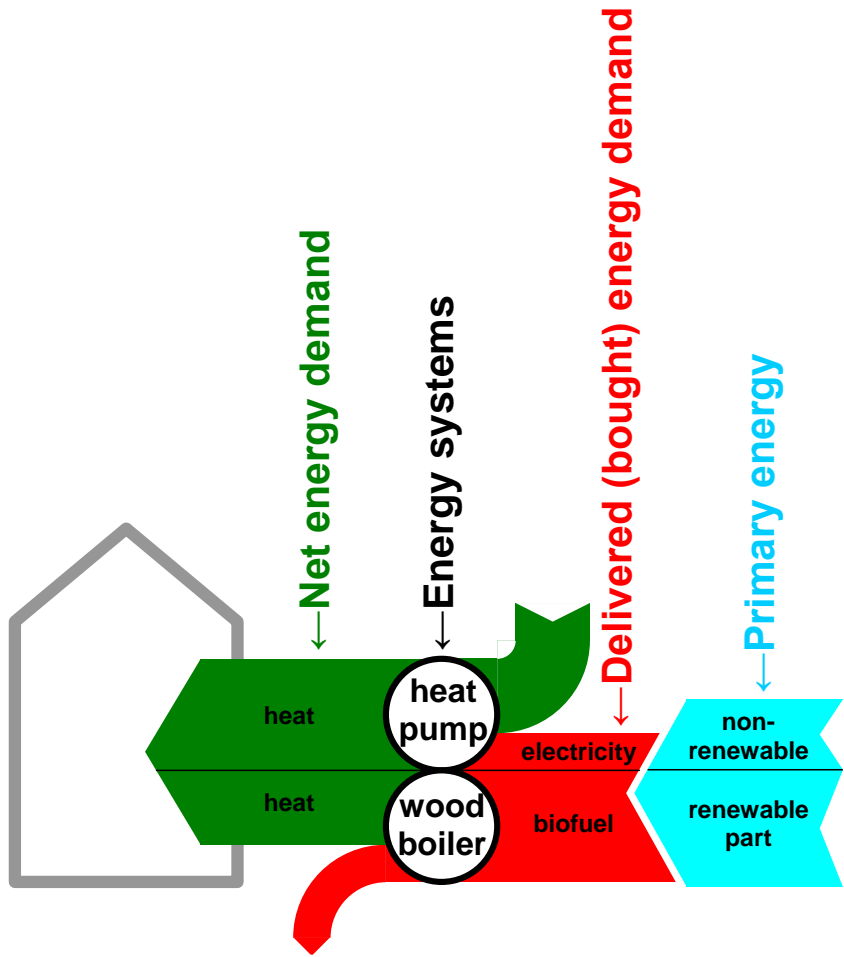 Net energy demand
Energy systems
Delivered (bought) energy demand
Primary energy
heat
heat
pump
electricity
non-
renewable
heat
wood
boiler
biofuel
renewable
part